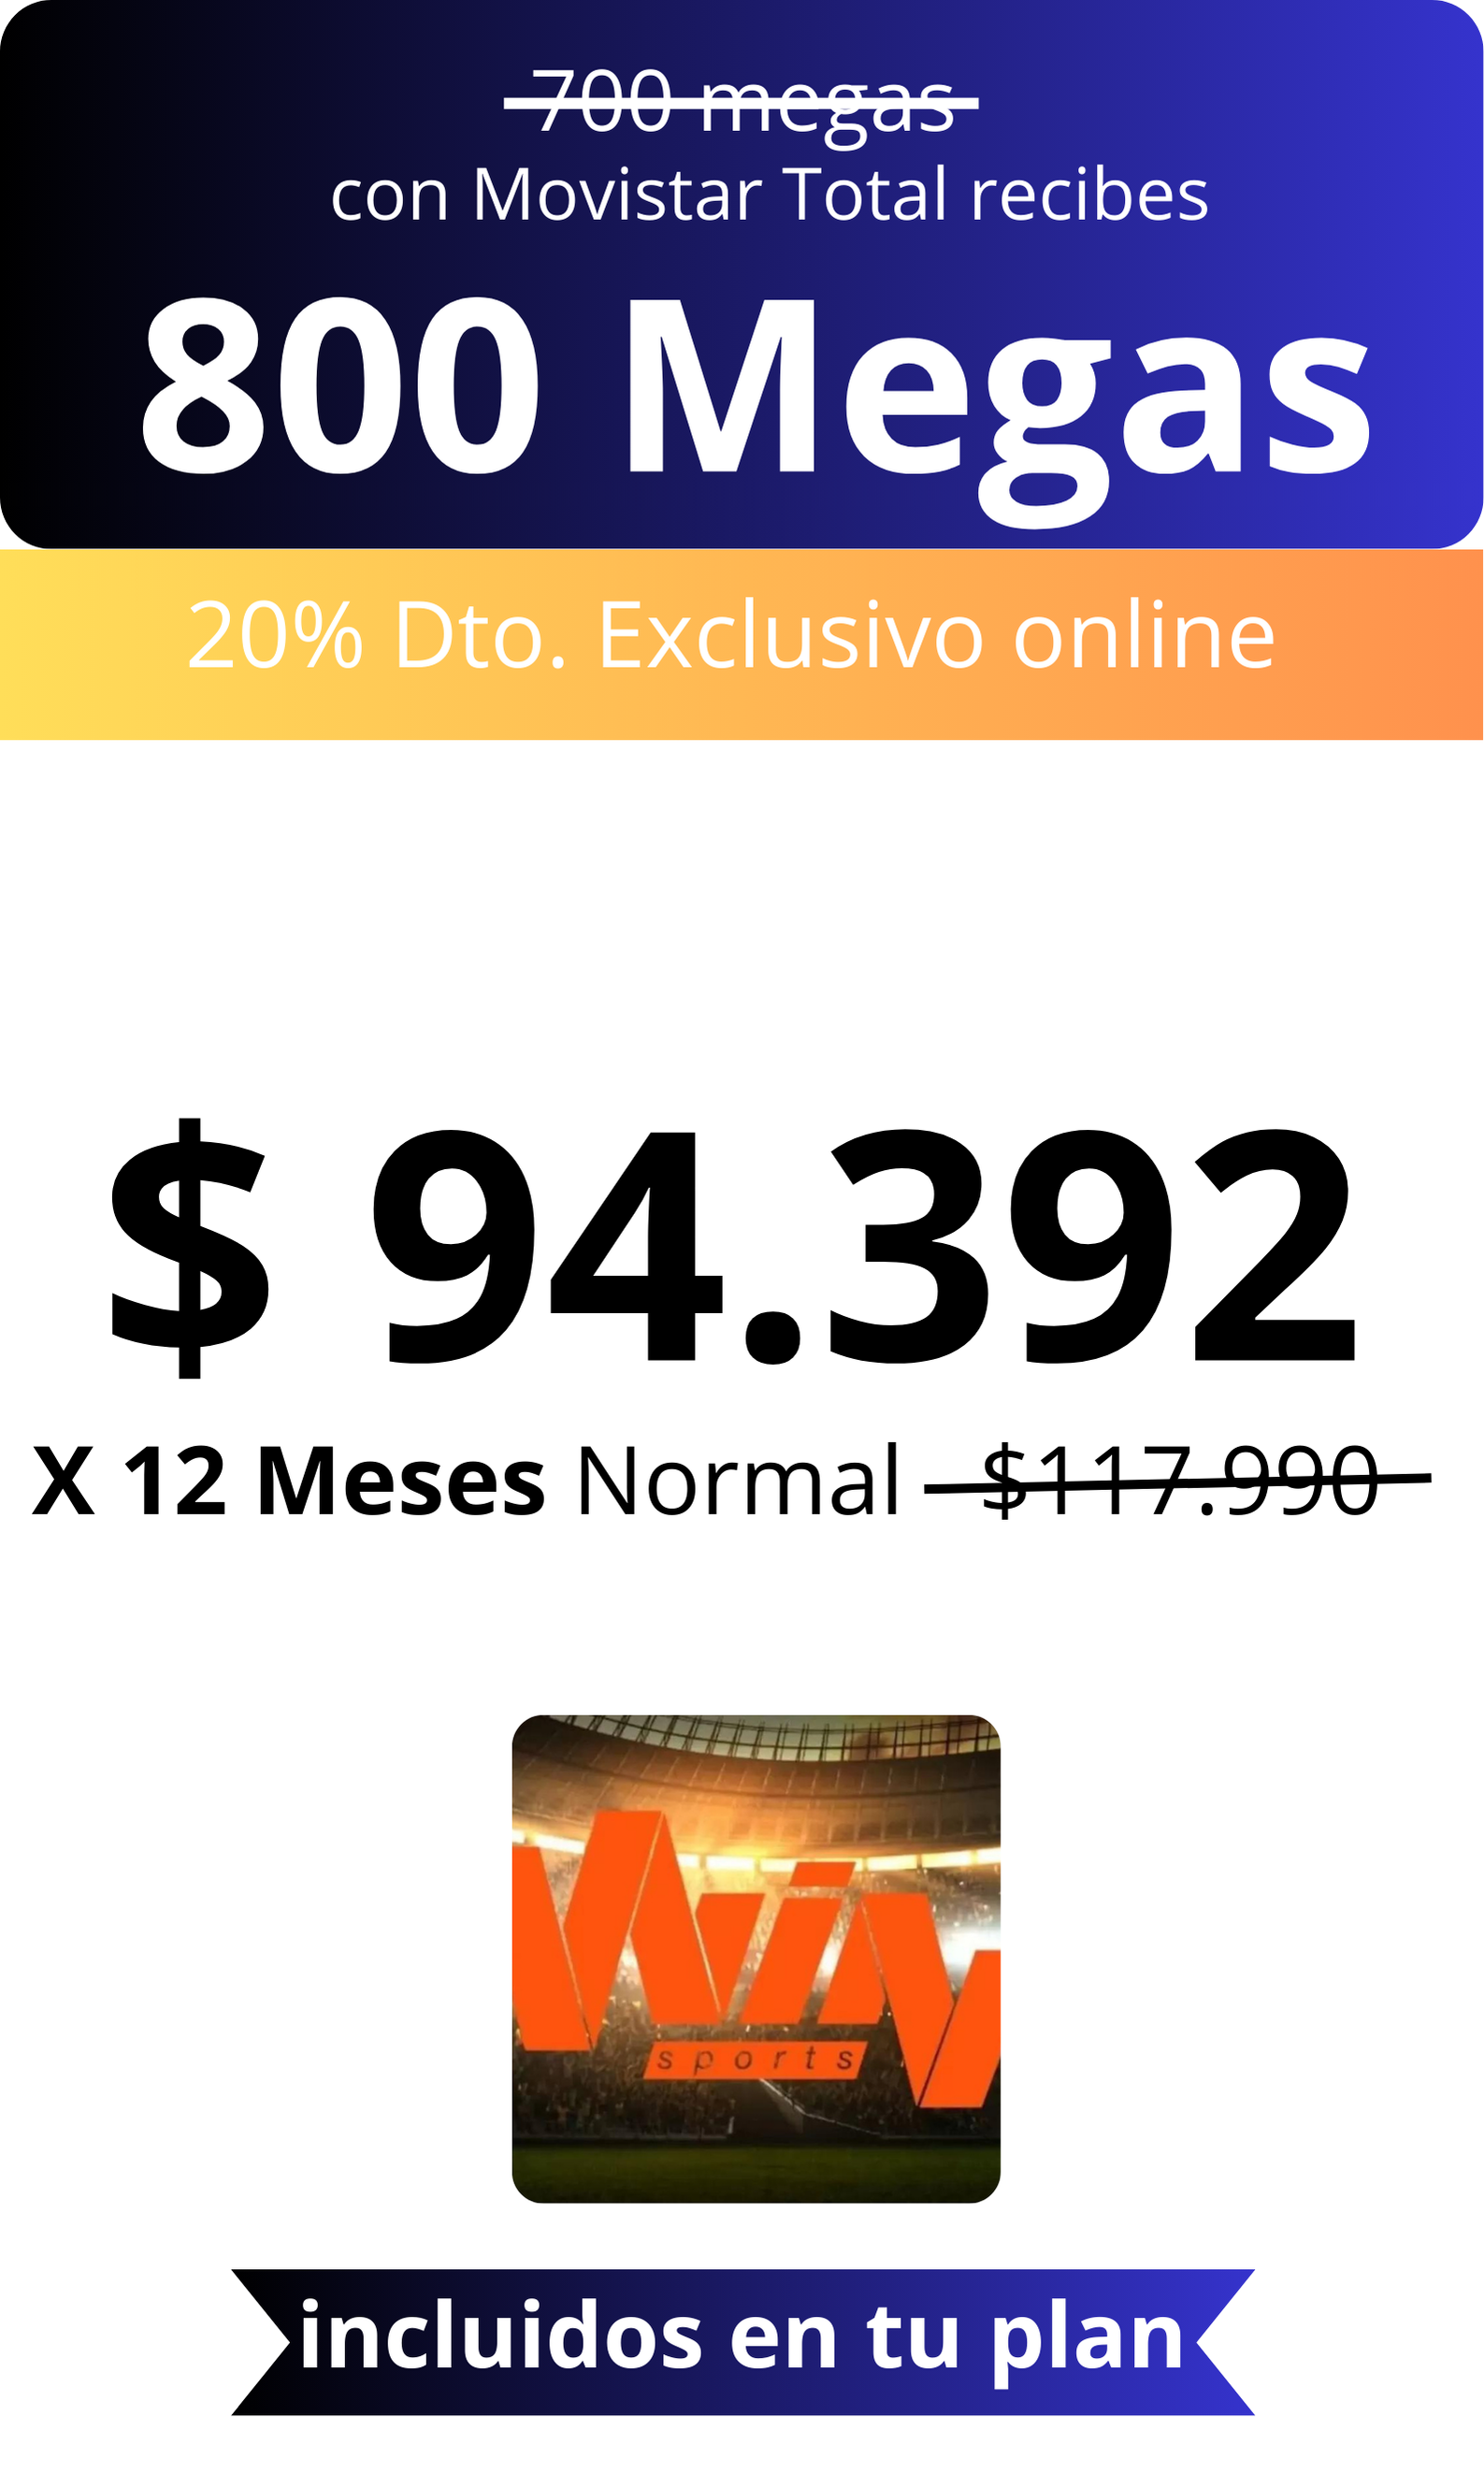 700 megas
con Movistar Total recibes
800 Megas
20% Dto. Exclusivo online
$ 94.392
X 12 Meses Normal $117.990
Win
sports
incluidos en tu plan